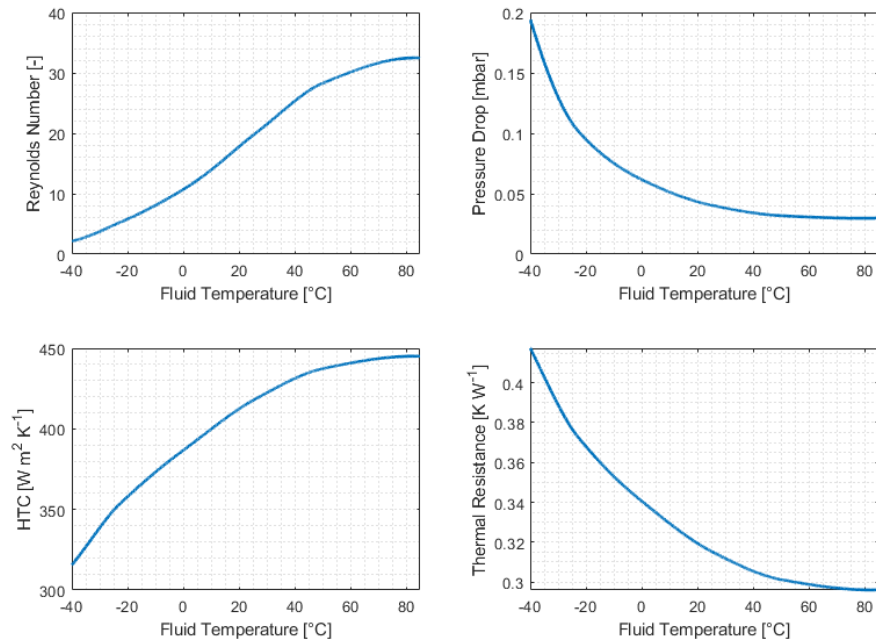 40
30
20
10
0
Reynolds Number [-]
-40 -20 0 20 40 60 80
Fluid Temperature [°C]
0.2
0.15
0.1
0.05
0
Pressure Drop [mbar]
-40 -20 0 20 40 60 80
Fluid Temperature [°C]
450
400
350
300
HTC [W m² K⁻¹]
-40 -20 0 20 40 60 80
Fluid Temperature [°C]
0.4
0.38
0.36
0.34
0.32
0.3
Thermal Resistance [K W⁻¹]
-40 -20 0 20 40 60 80
Fluid Temperature [°C]